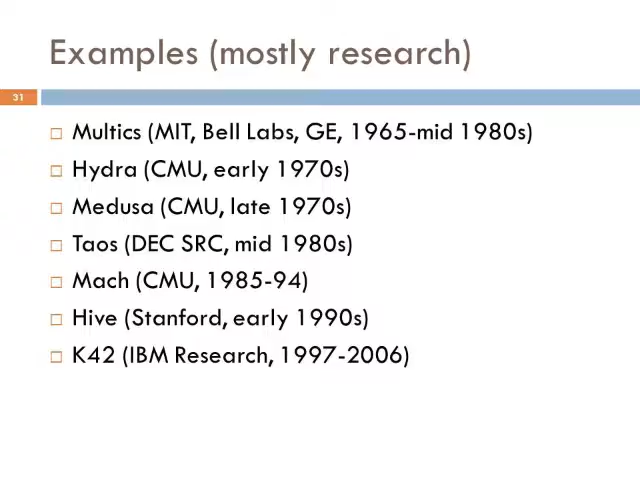 Examples (mostly research)
31
Multics (MIT, Bell Labs, GE, 1965-mid 1980s)
Hydra (CMU, early 1970s)
Medusa (CMU, late 1970s)
Taos (DEC SRC, mid 1980s)
Mach (CMU, 1985-94)
Hive (Stanford, early 1990s)
K42 (IBM Research, 1997-2006)